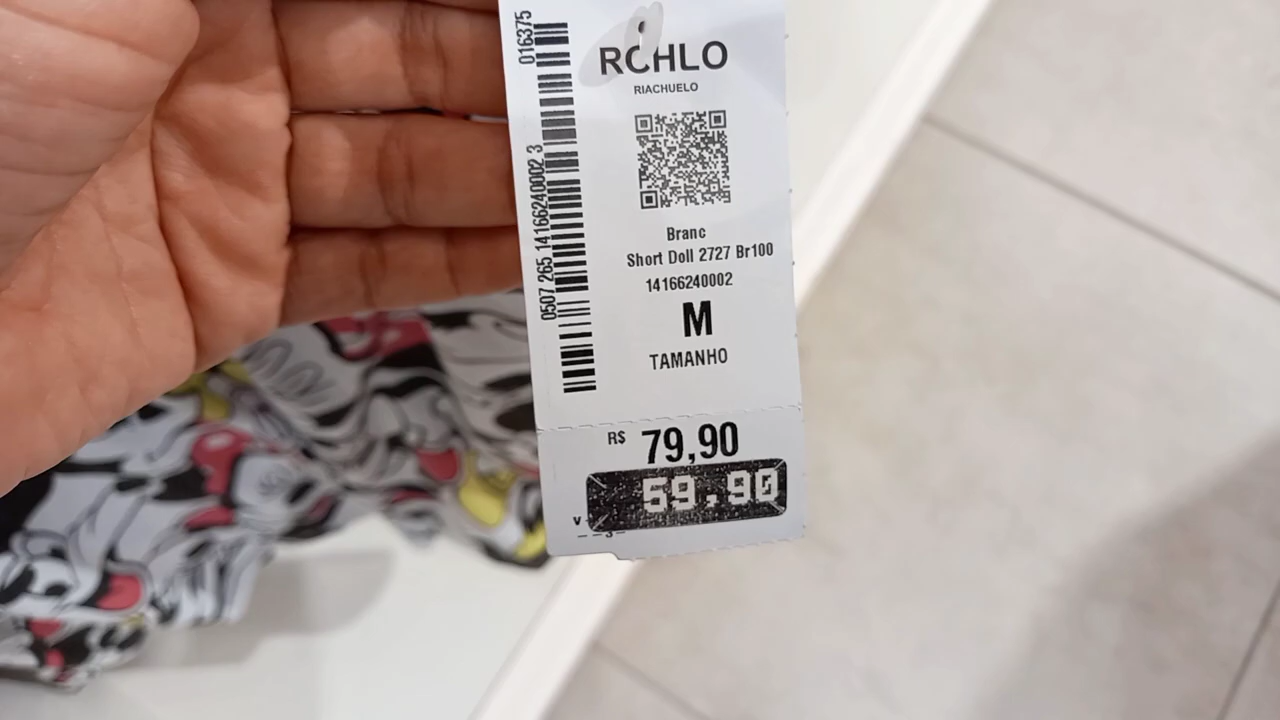 016375
0507 265 14166240002 3
RCHLO
RIACHUELO
Branc
Short Doll 2727 Br100
14166240002
M
TAMANHO
R$ 79,90
59,90